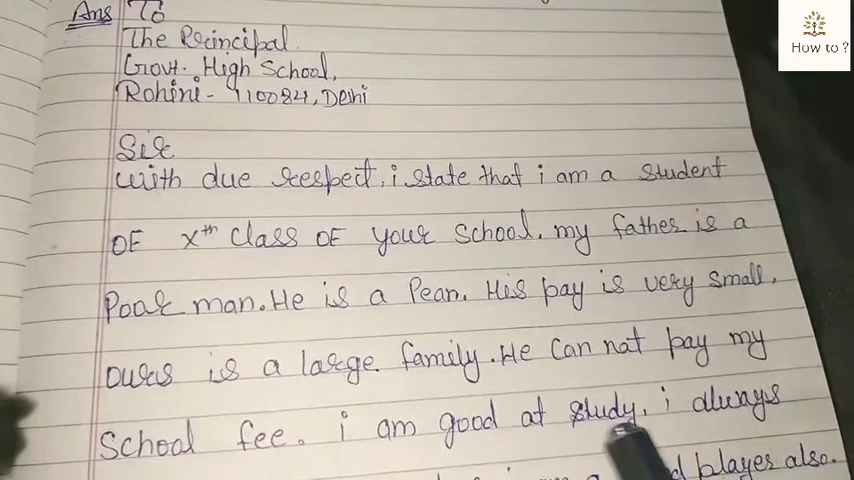 Ans To
The Principal
Govt. High School,
Rohini - 110084, Delhi
Sir
with due respect, i state that i am a student
OF Xth Class OF your School. my father is a
Poor man. He is a Pean. His pay is very small.
ours is a large family. He Can not pay my
School fee. i am good at study. i always
player also.
How to ?